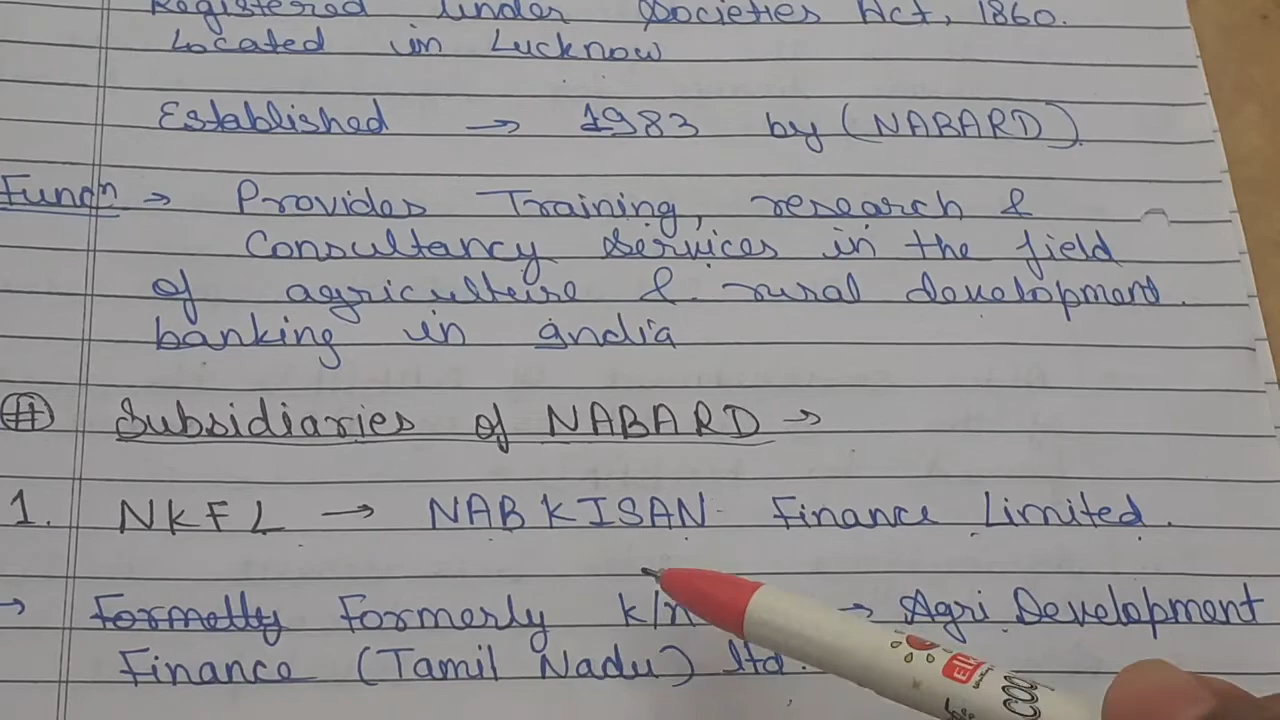 Registered under Societies Act, 1860.
Located in Lucknow
Established → 1983 by (NABARD)
Funcn → Provides Training, research &
Consultancy Services in the field
of agriculture & rural development
banking in India
# Subsidiaries of NABARD →
1. NKFL → NABKISAN Finance Limited.
→ Formelly Formerly k/n → Agri Development
Finance (Tamil Nadu) ltd.